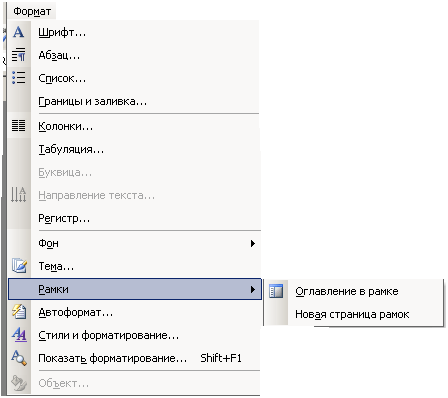 Формат
Шрифт...
Абзац...
Список...
Границы и заливка...
Колонки...
Табуляция...
Буквица...
Направление текста...
Регистр...
Фон
Тема...
Рамки
Оглавление в рамке
Новая страница рамок
Автоформат...
Стили и форматирование...
Показать форматирование... Shift+F1
Объект...